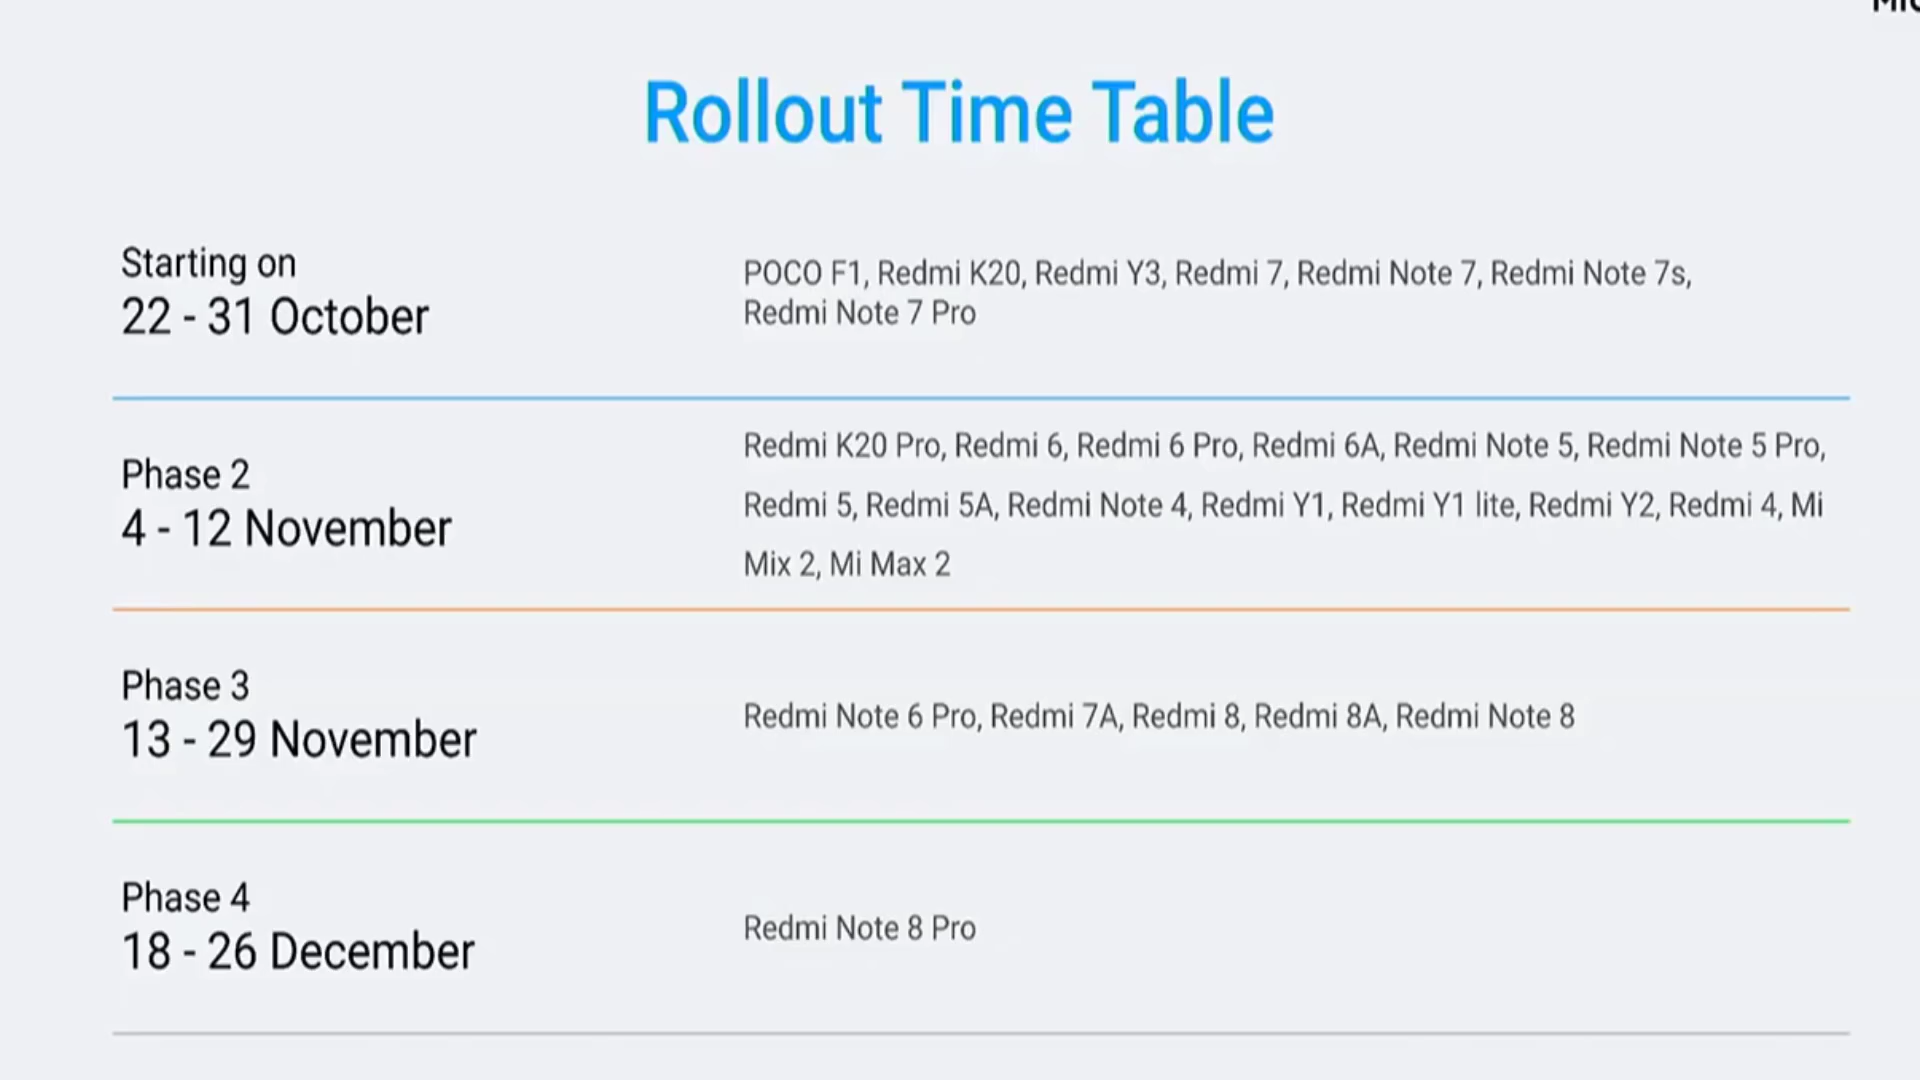 Rollout Time Table
Starting on
22 - 31 October
POCO F1, Redmi K20, Redmi Y3, Redmi 7, Redmi Note 7, Redmi Note 7s,
Redmi Note 7 Pro
Phase 2
4 - 12 November
Redmi K20 Pro, Redmi 6, Redmi 6 Pro, Redmi 6A, Redmi Note 5, Redmi Note 5 Pro,
Redmi 5, Redmi 5A, Redmi Note 4, Redmi Y1, Redmi Y1 lite, Redmi Y2, Redmi 4, Mi
Mix 2, Mi Max 2
Phase 3
13 - 29 November
Redmi Note 6 Pro, Redmi 7A, Redmi 8, Redmi 8A, Redmi Note 8
Phase 4
18 - 26 December
Redmi Note 8 Pro